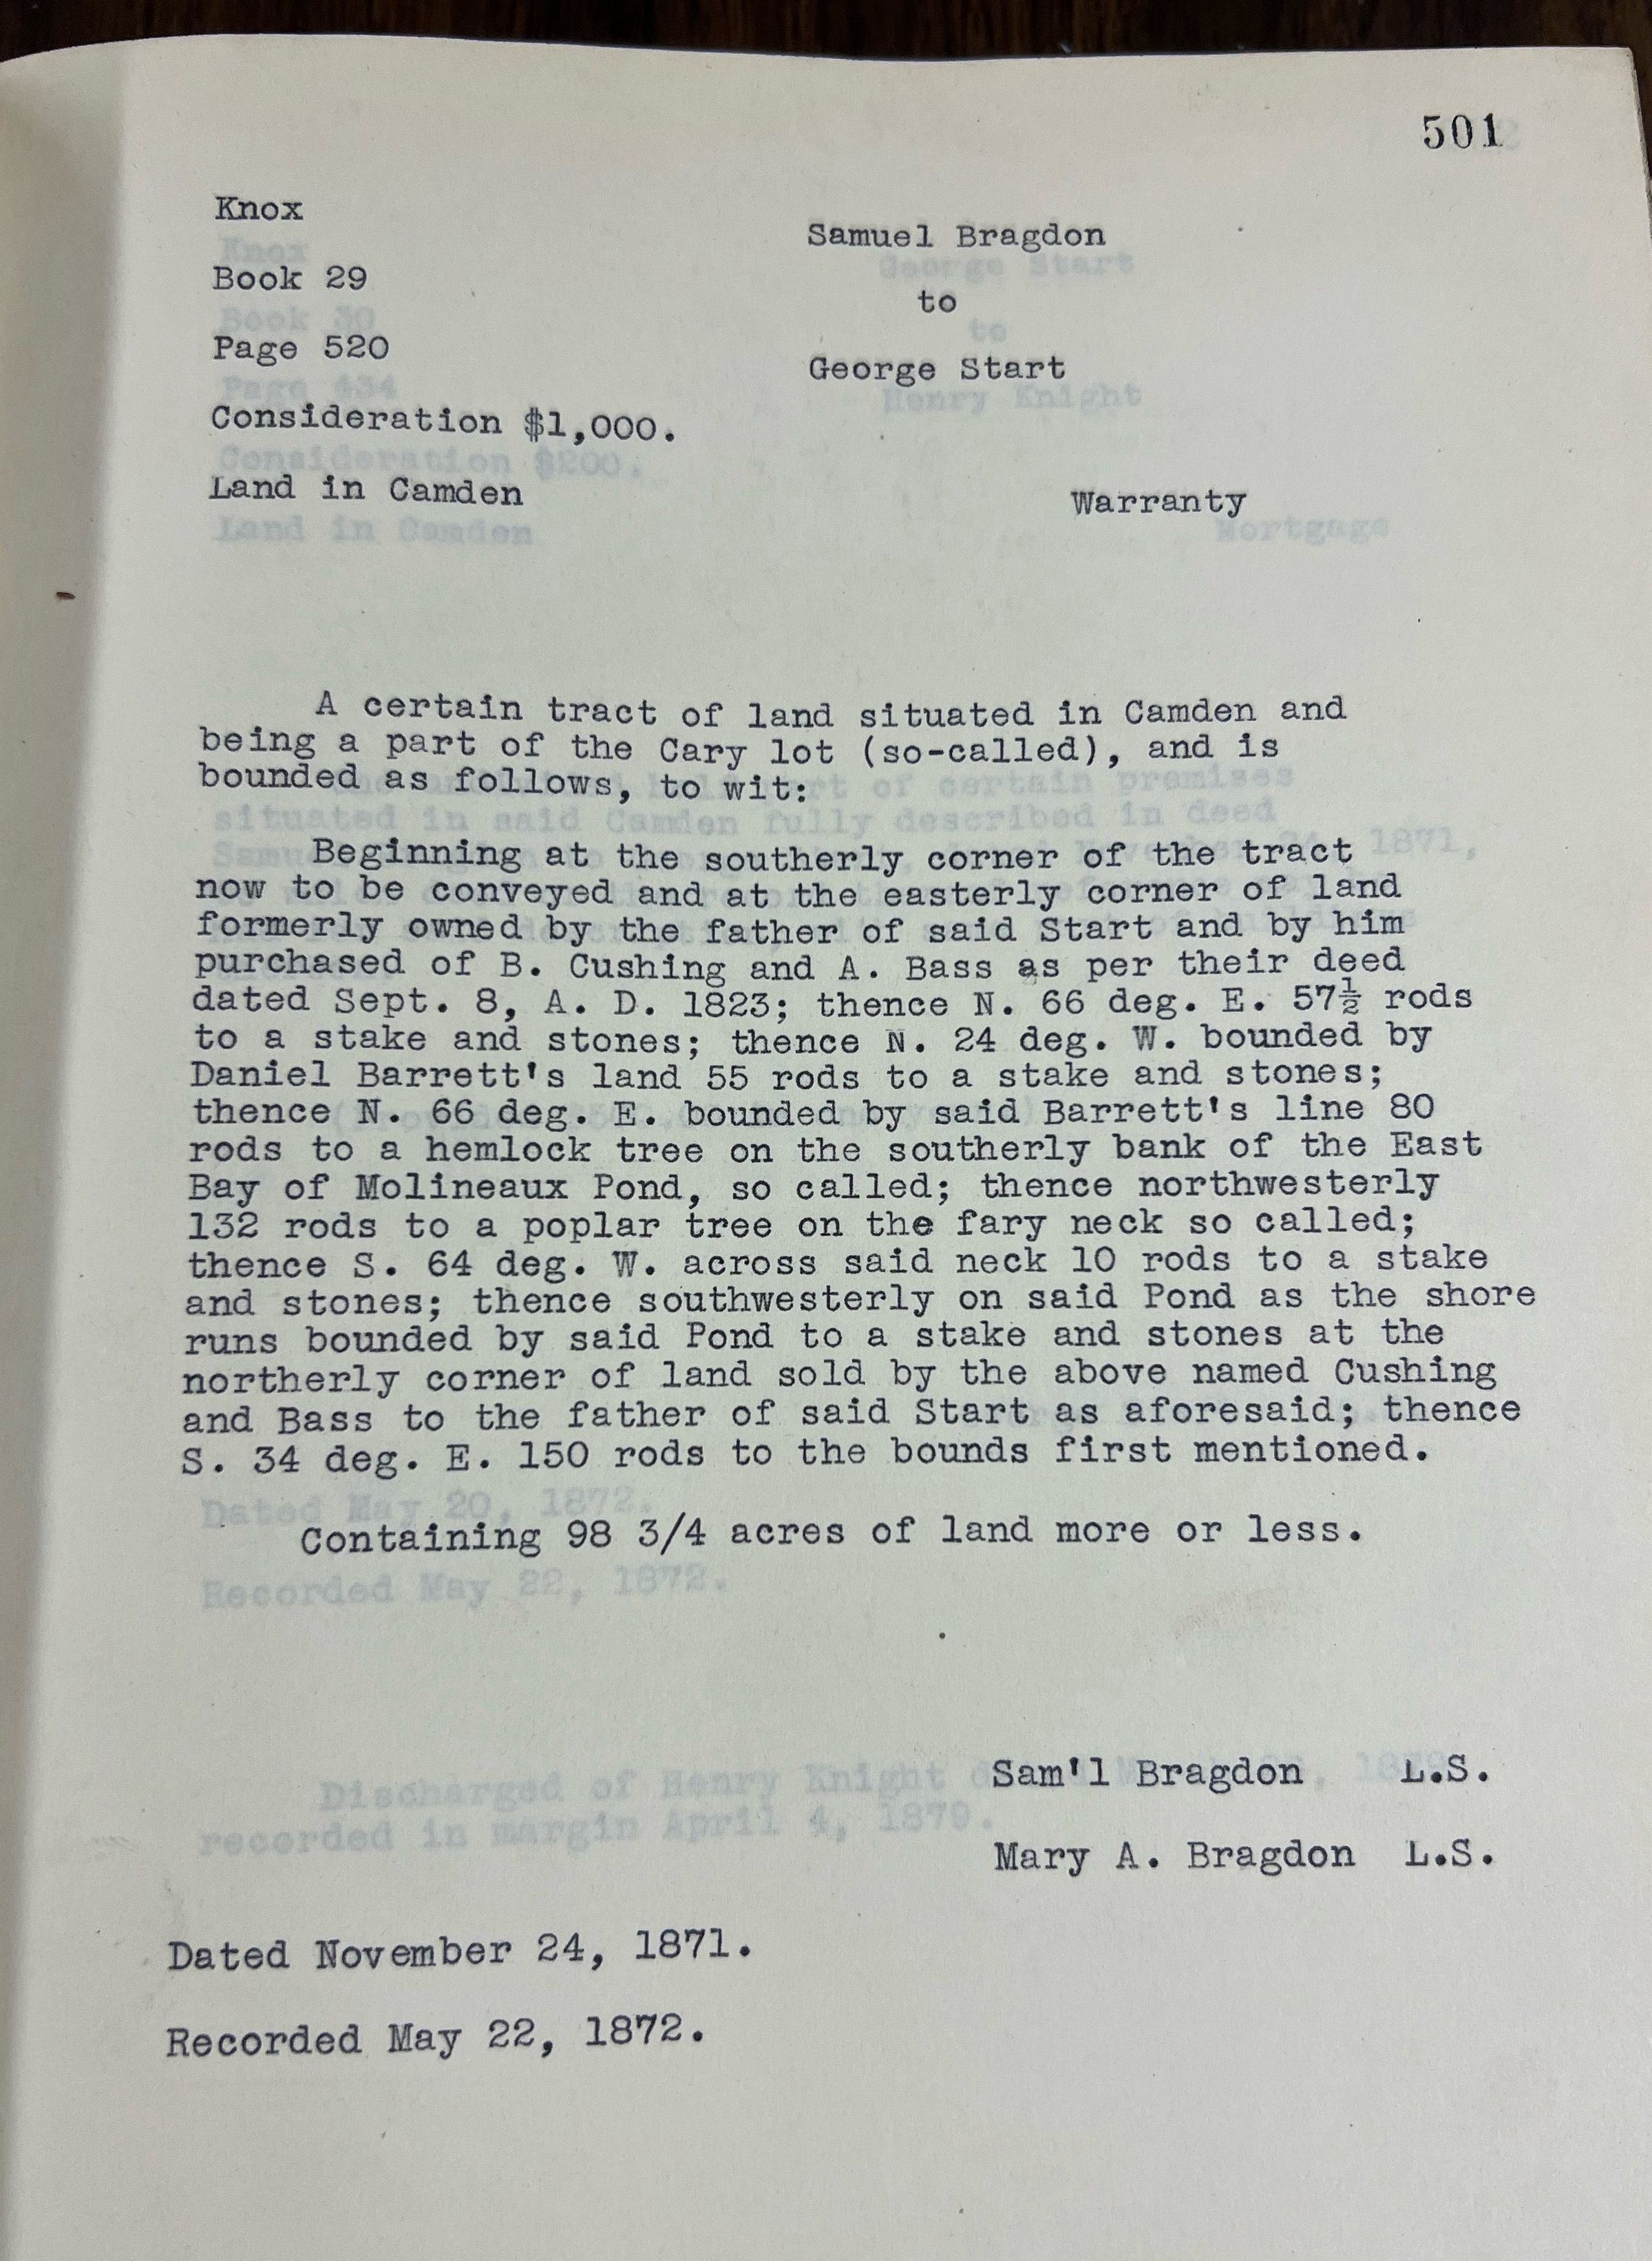 501
Knox
Samuel Bragdon
Book 29
to
Page 520
George Start
Consideration $1,000.
Land in Camden
Warranty
A certain tract of land situated in Camden and
being a part of the Cary lot (so-called), and is
bounded as follows, to wit:
Beginning at the southerly corner of the tract
now to be conveyed and at the easterly corner of land
formerly owned by the father of said Start and by him
purchased of B. Cushing and A. Bass as per their deed
dated Sept. 8, A. D. 1823; thence N. 66 deg. E. 57½ rods
to a stake and stones; thence N. 24 deg. W. bounded by
Daniel Barrett's land 55 rods to a stake and stones;
thence N. 66 deg. E. bounded by said Barrett's line 80
rods to a hemlock tree on the southerly bank of the East
Bay of Molineaux Pond, so called; thence northwesterly
132 rods to a poplar tree on the fary neck so called;
thence S. 64 deg. W. across said neck 10 rods to a stake
and stones; thence southwesterly on said Pond as the shore
runs bounded by said Pond to a stake and stones at the
northerly corner of land sold by the above named Cushing
and Bass to the father of said Start as aforesaid; thence
S. 34 deg. E. 150 rods to the bounds first mentioned.
Containing 98 3/4 acres of land more or less.
Sam'l Bragdon L.S.
Mary A. Bragdon L.S.
Dated November 24, 1871.
Recorded May 22, 1872.